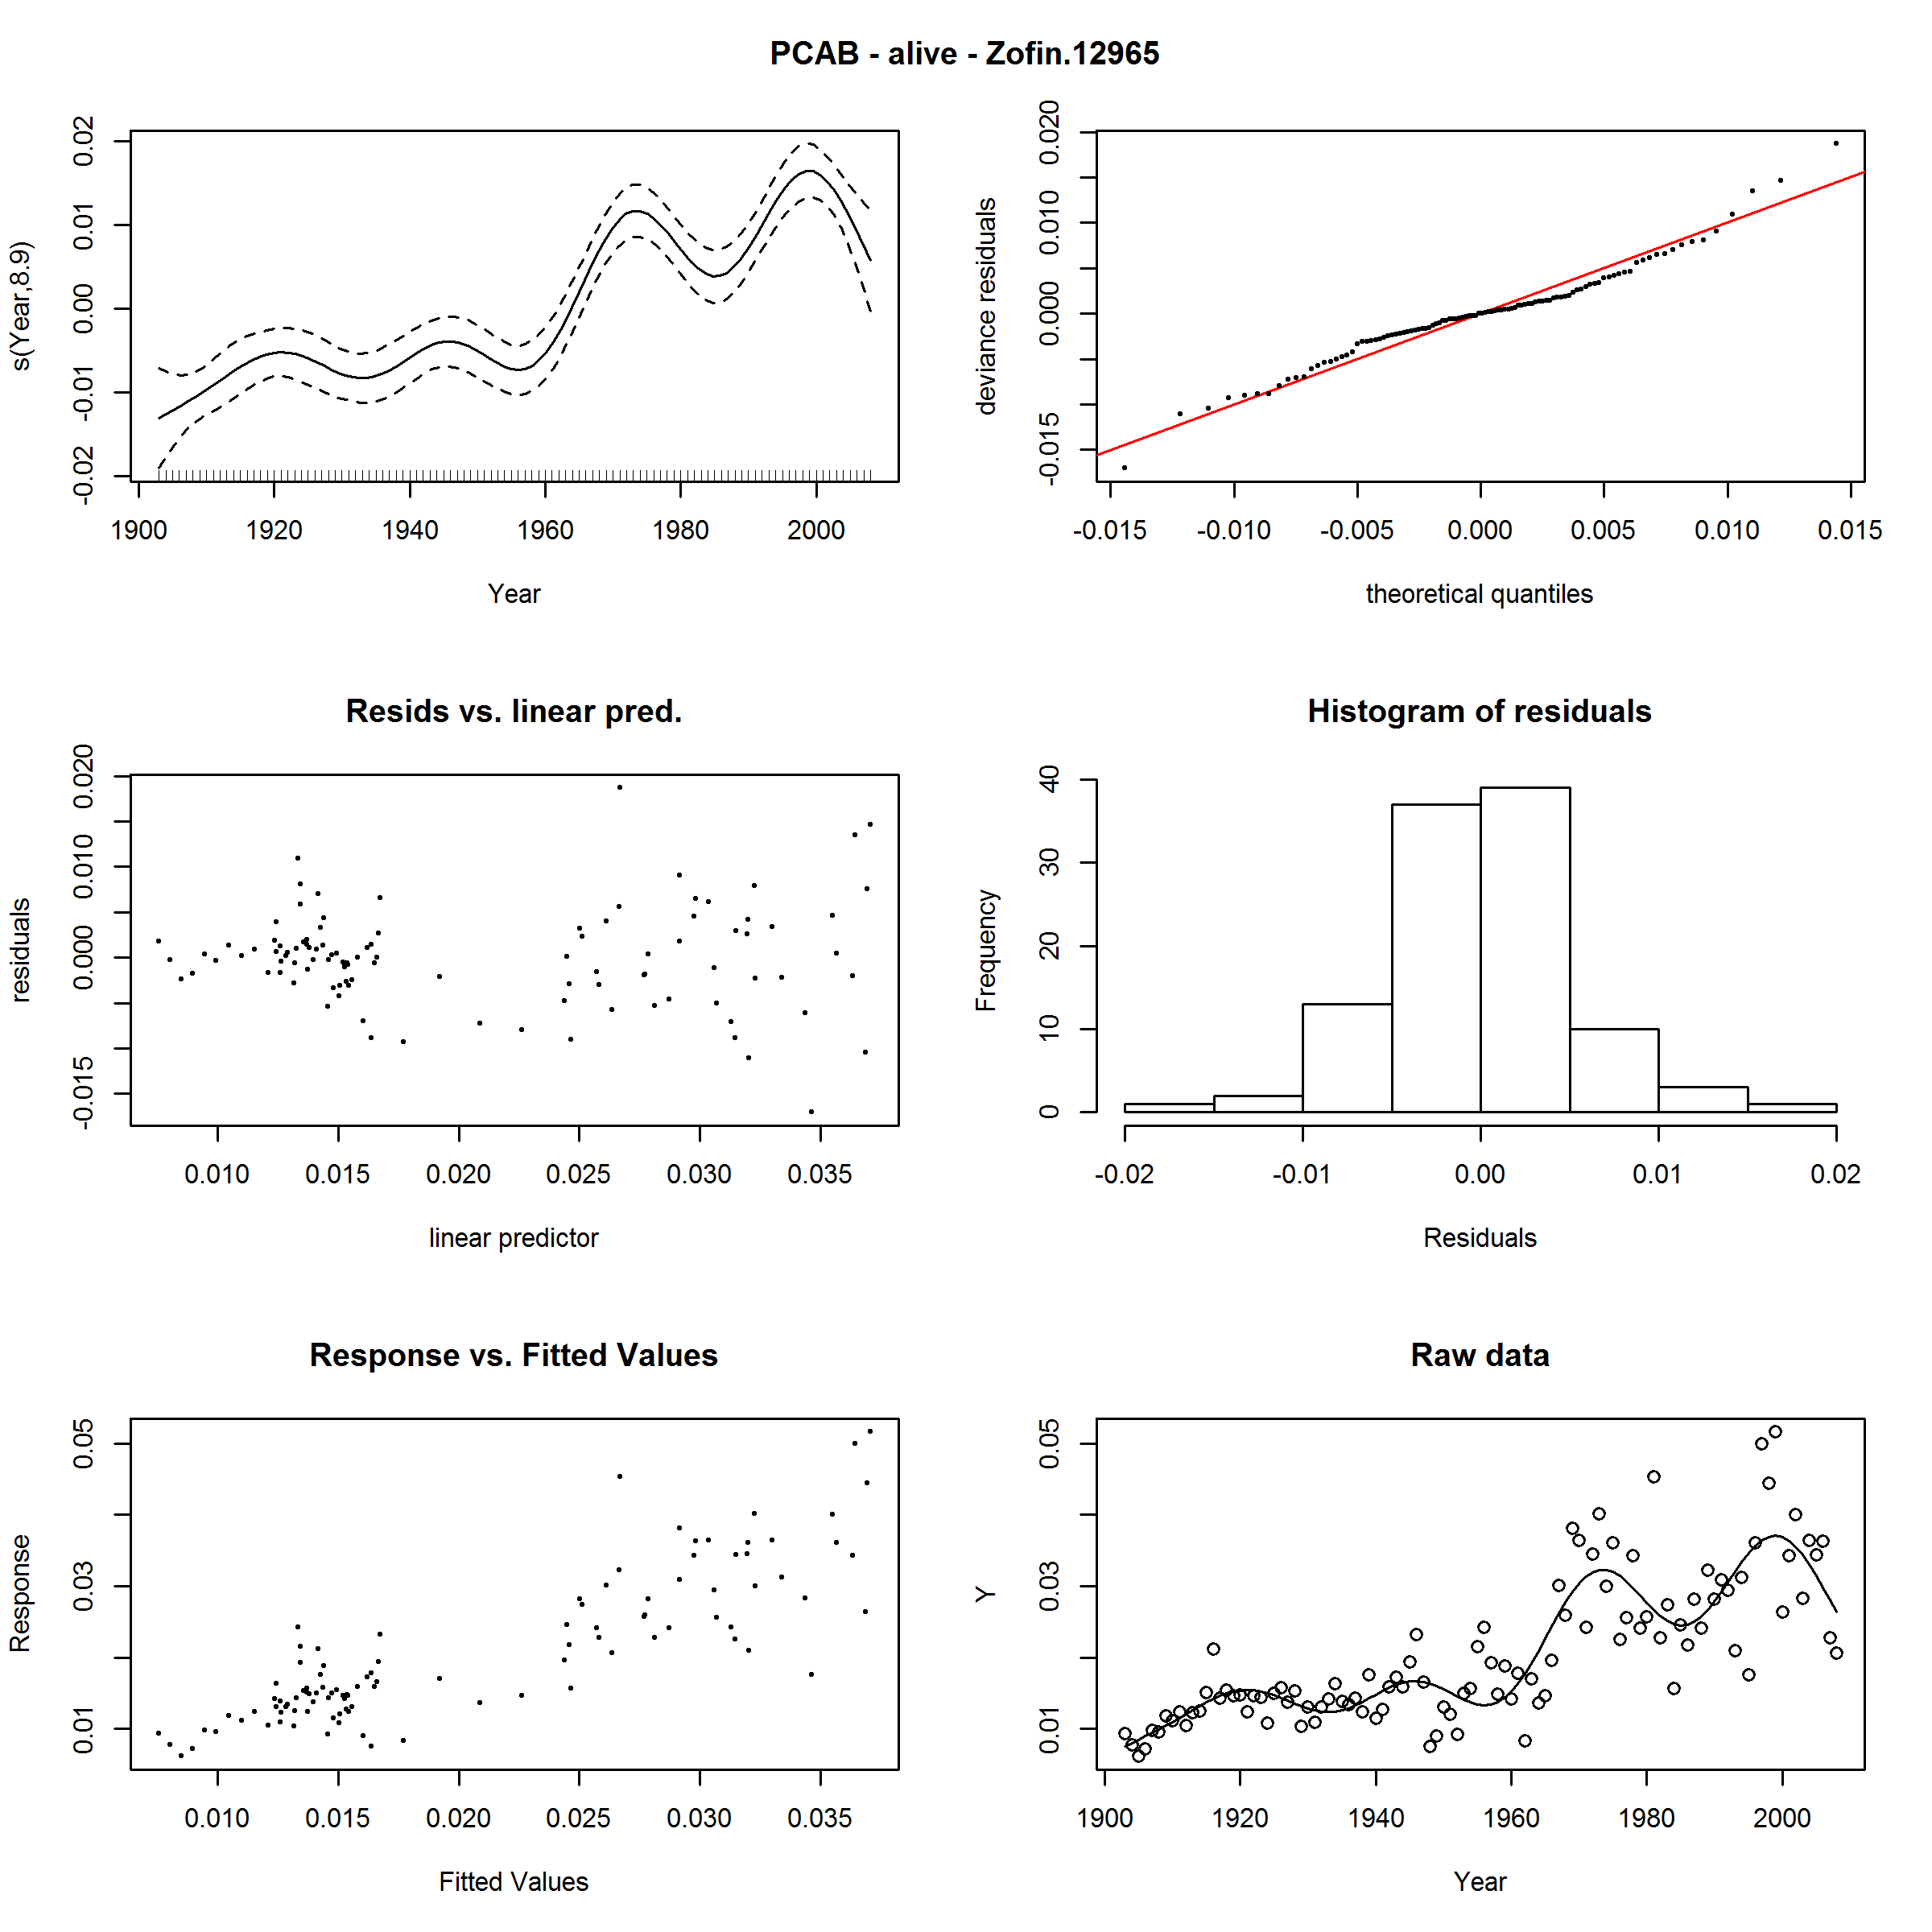 PCAB - alive - Zofin.12965
s(Year,8.9)
-0.02 -0.01 0.00 0.01 0.02
1900 1920 1940 1960 1980 2000
Year
deviance residuals
-0.015 0.000 0.010 0.020
-0.015 -0.010 -0.005 0.000 0.005 0.010 0.015
theoretical quantiles
Resids vs. linear pred.
residuals
-0.015 0.000 0.010 0.020
0.010 0.015 0.020 0.025 0.030 0.035
linear predictor
Histogram of residuals
Frequency
0 10 20 30 40
-0.02 -0.01 0.00 0.01 0.02
Residuals
Response vs. Fitted Values
Response
0.01 0.03 0.05
0.010 0.015 0.020 0.025 0.030 0.035
Fitted Values
Raw data
Y
0.01 0.03 0.05
1900 1920 1940 1960 1980 2000
Year